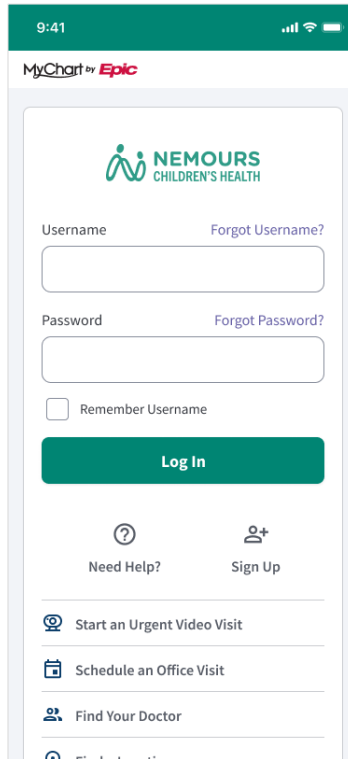 9:41
MyChart by Epic
NEMOURS
CHILDREN'S HEALTH
Username Forgot Username?
Password Forgot Password?
Remember Username
Log In
Need Help? Sign Up
Start an Urgent Video Visit
Schedule an Office Visit
Find Your Doctor